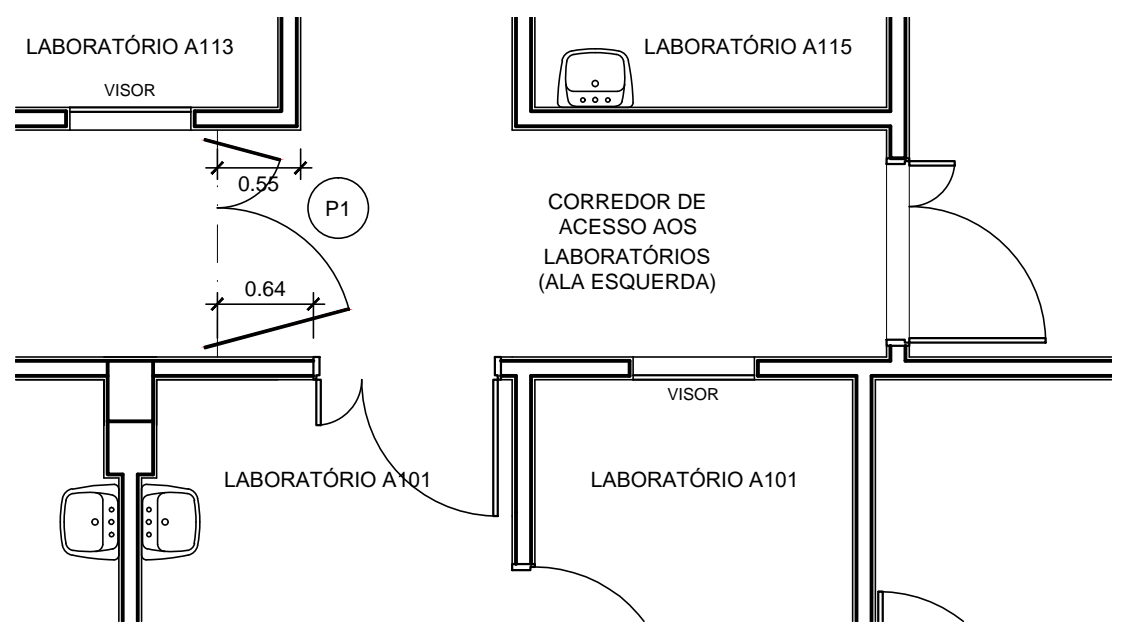 LABORATÓRIO A113
LABORATÓRIO A115
VISOR
0.55
P1
CORREDOR DE
ACESSO AOS
LABORATÓRIOS
(ALA ESQUERDA)
0.64
VISOR
LABORATÓRIO A101
LABORATÓRIO A101